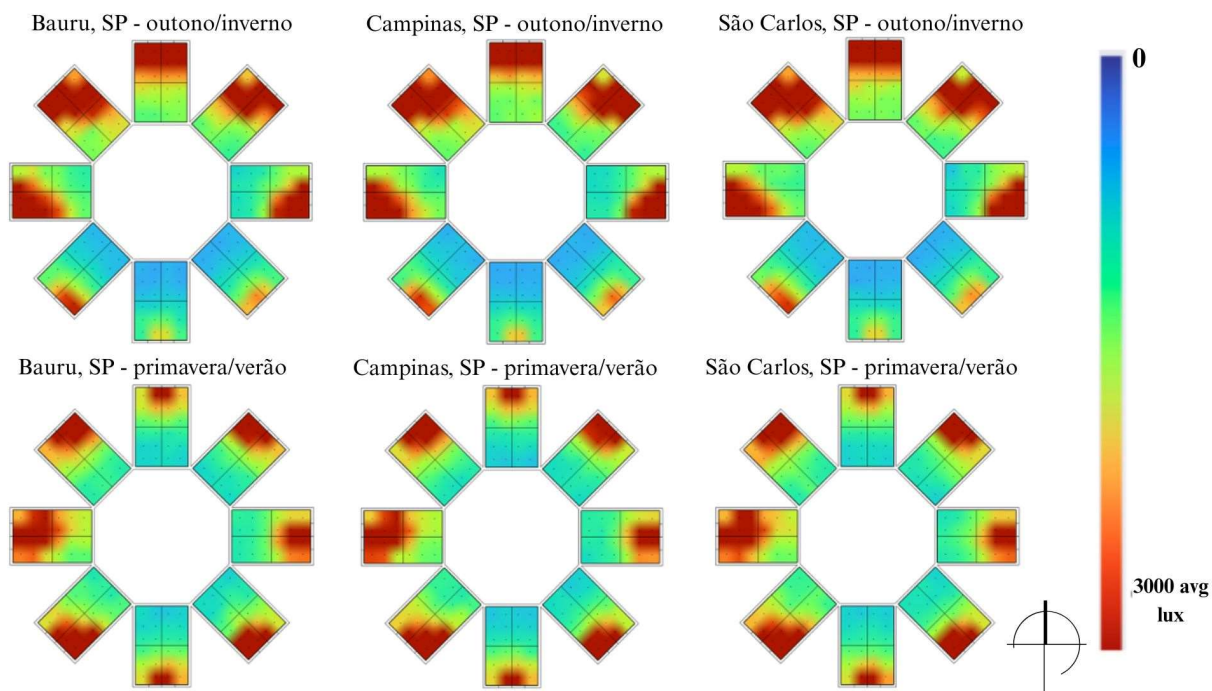 Bauru, SP - outono/inverno
Campinas, SP - outono/inverno
São Carlos, SP - outono/inverno
0
Bauru, SP - primavera/verão
Campinas, SP - primavera/verão
São Carlos, SP - primavera/verão
3000 avg
lux